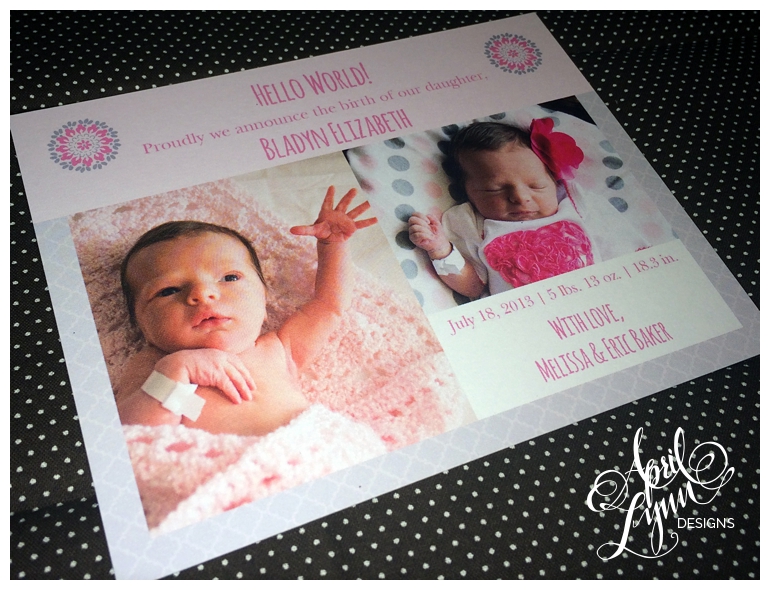 Hello World!
Proudly we announce the birth of our daughter,
Bladyn Elizabeth
July 18, 2013 | 5 lbs. 13 oz. | 18.3 in.
With love,
Melissa & Eric Baker
April
Lynn
DESIGNS